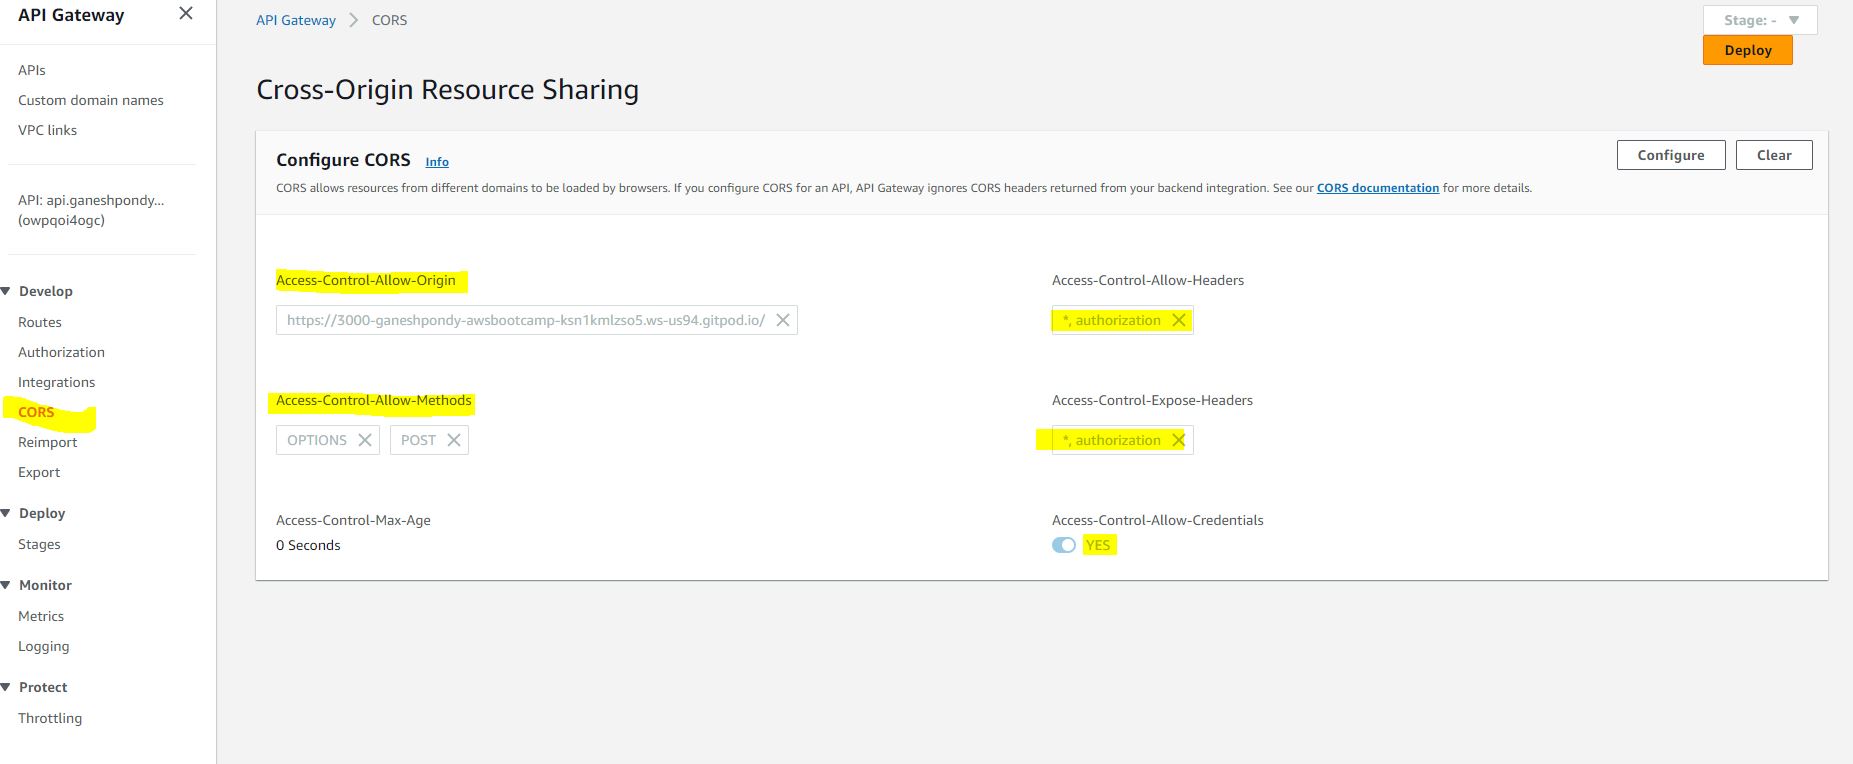 API Gateway
APIs
Custom domain names
VPC links
API: api.ganeshpondy...
(owpqoi4ogc)
Develop
Routes
Authorization
Integrations
CORS
Reimport
Export
Deploy
Stages
Monitor
Metrics
Logging
Protect
Throttling
API Gateway > CORS
Stage: -
Deploy
Cross-Origin Resource Sharing
Configure CORS Info
Configure
Clear
CORS allows resources from different domains to be loaded by browsers. If you configure CORS for an API, API Gateway ignores CORS headers returned from your backend integration. See our CORS documentation for more details.
Access-Control-Allow-Origin
https://3000-ganeshpondy-awsbootcamp-ksn1kmlzso5.ws-us94.gitpod.io/
Access-Control-Allow-Headers
*, authorization
Access-Control-Allow-Methods
OPTIONS POST
Access-Control-Expose-Headers
*, authorization
Access-Control-Max-Age
0 Seconds
Access-Control-Allow-Credentials
YES